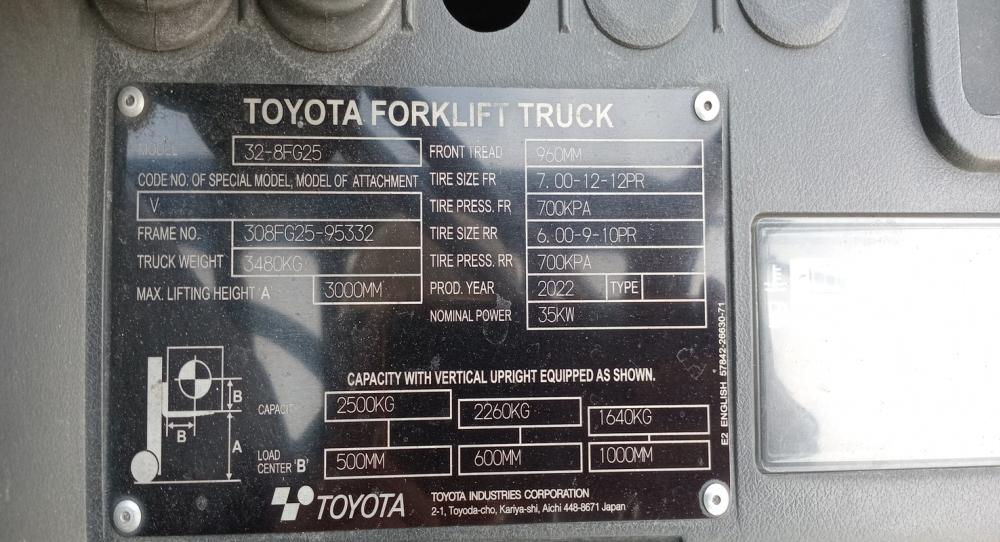 TOYOTA FORKLIFT TRUCK
MODEL 32-8FG25
CODE NO. OF SPECIAL MODEL, MODEL OF ATTACHMENT
V
FRAME NO. 308FG25-95332
TRUCK WEIGHT 3480KG
MAX. LIFTING HEIGHT 'A' 3000MM
FRONT TREAD 960MM
TIRE SIZE FR 7.00-12-12PR
TIRE PRESS. FR 700KPA
TIRE SIZE RR 6.00-9-10PR
TIRE PRESS. RR 700KPA
PROD. YEAR 2022 TYPE
NOMINAL POWER 35KW
CAPACITY WITH VERTICAL UPRIGHT EQUIPPED AS SHOWN.
B
B
A
CAPACITY 2500KG 2260KG 1640KG
LOAD
CENTER 'B' 500MM 600MM 1000MM
TOYOTA
TOYOTA INDUSTRIES CORPORATION
2-1, Toyoda-cho, Kariya-shi, Aichi 448-8671 Japan
E2 ENGLISH 57842-26630-71